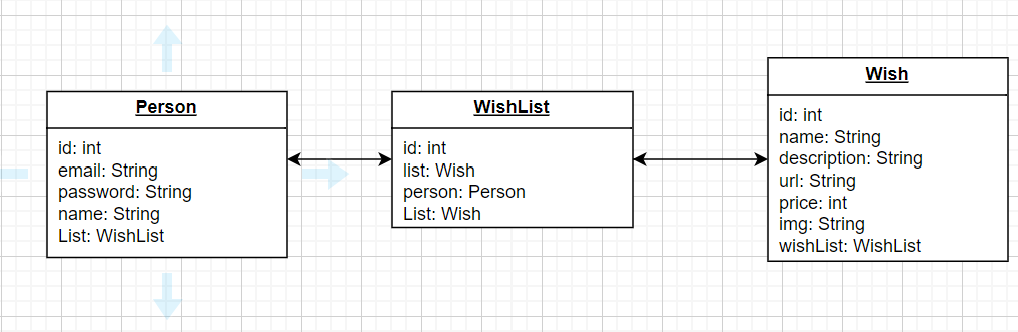 Person
id: int
email: String
password: String
name: String
List: WishList
WishList
id: int
list: Wish
person: Person
List: Wish
Wish
id: int
name: String
description: String
url: String
price: int
img: String
wishList: WishList